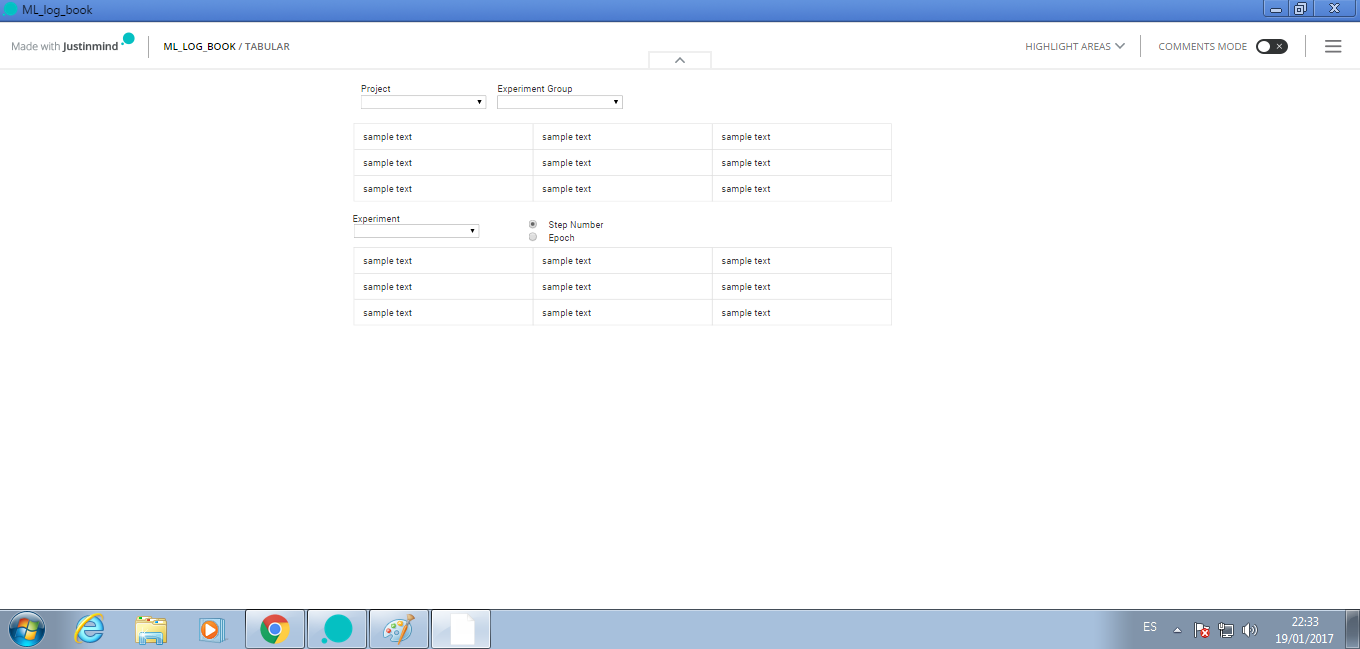 ML_log_book
Made with Justinmind
ML_LOG_BOOK / TABULAR
HIGHLIGHT AREAS
COMMENTS MODE
Project
Experiment Group
sample text sample text sample text
sample text sample text sample text
sample text sample text sample text
Experiment
Step Number
Epoch
sample text sample text sample text
sample text sample text sample text
sample text sample text sample text
ES
22:33
19/01/2017